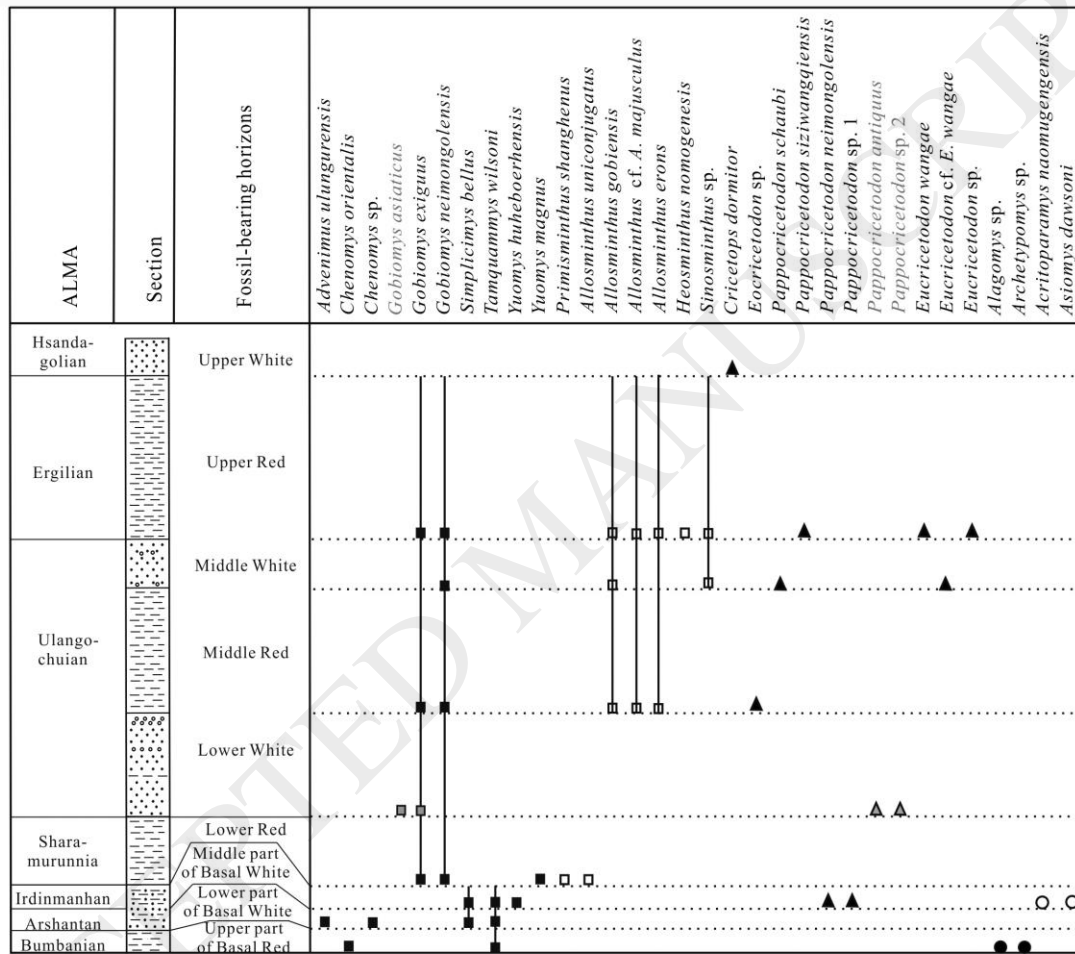 ALMA
Section
Fossil-bearing horizons
Advenimus ulungurensis
Chenomys orientalis
Chenomys sp.
Gobiomys asiaticus
Gobiomys exiguus
Gobiomys neimongolensis
Simplicimys bellus
Tamquammys wilsoni
Yuomys huheboerhensis
Yuomys magnus
Primisminthus shanghenus
Allosminthus uniconjugatus
Allosminthus gobiensis
Allosminthus cf. A. majusculus
Allosminthus erons
Heosminthus nomogenesis
Sinosminthus sp.
Cricetops dormitor
Eocricetodon sp.
Pappocricetodon schaubi
Pappocricetodon siziwangqiensis
Pappocricetodon neimongolensis
Pappocricetodon sp. 1
Pappocricetodon antiquus
Pappocricetodon sp. 2
Eucricetodon wangae
Eucricetodon cf. E. wangae
Eucricetodon sp.
Alagomys sp.
Archetypomys sp.
Acritoparamys naomugengensis
Asiomys dawsoni
Hsanda-
golian
Upper White
Ergilian
Upper Red
Middle White
Ulango-
chuian
Middle Red
Lower White
Shara-
murunnia
Lower Red
Middle part
of Basal White
Irdinmanhan
Lower part
of Basal White
Arshantan
Upper part
of Basal Red
Bumbanian
EPTED MANUSCRIP